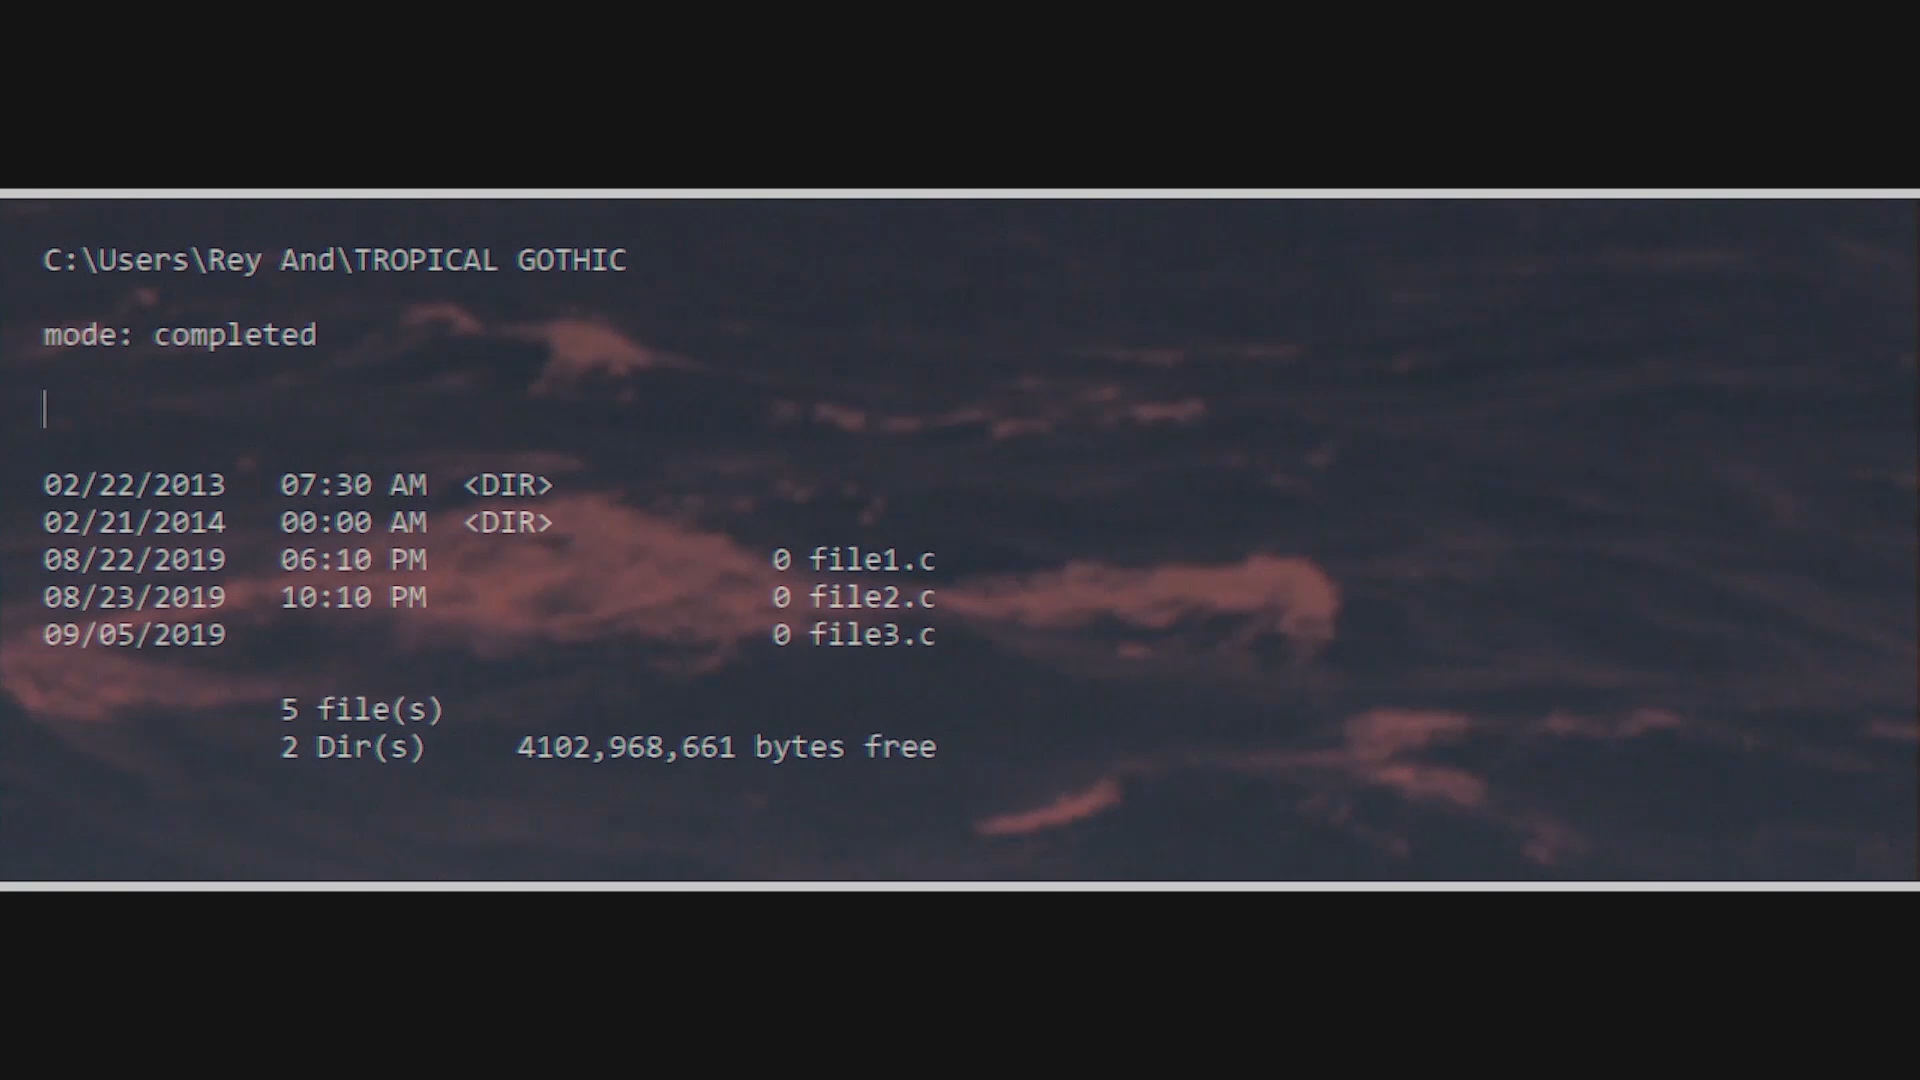 C:\Users\Rey And\TROPICAL GOTHIC
mode: completed
02/22/2013 07:30 AM <DIR>
02/21/2014 00:00 AM <DIR>
08/22/2019 06:10 PM 0 file1.c
08/23/2019 10:10 PM 0 file2.c
09/05/2019 0 file3.c
5 file(s)
2 Dir(s) 4102,968,661 bytes free